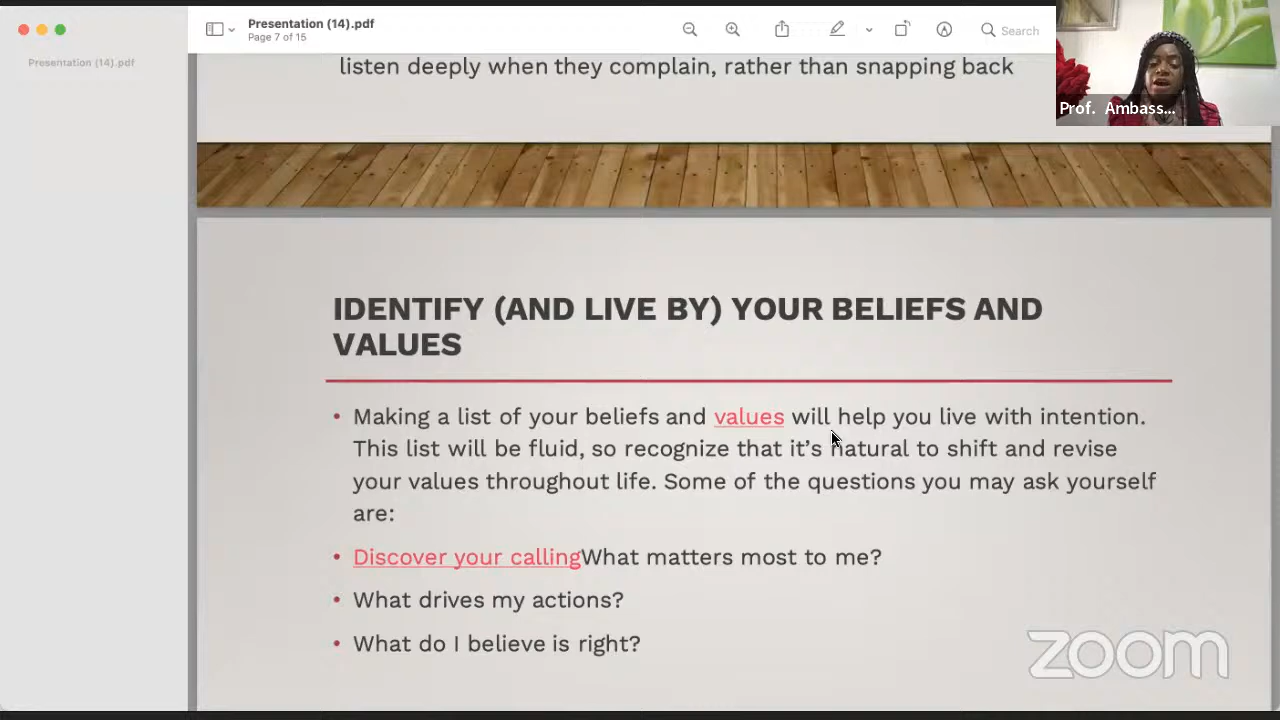 Presentation (14).pdf
Page 7 of 15
Search
Presentation (14).pdf
listen deeply when they complain, rather than snapping back
Prof. Ambass...
IDENTIFY (AND LIVE BY) YOUR BELIEFS AND
VALUES
• Making a list of your beliefs and values will help you live with intention.
This list will be fluid, so recognize that it’s natural to shift and revise
your values throughout life. Some of the questions you may ask yourself
are:
• Discover your callingWhat matters most to me?
• What drives my actions?
• What do I believe is right?
zoom